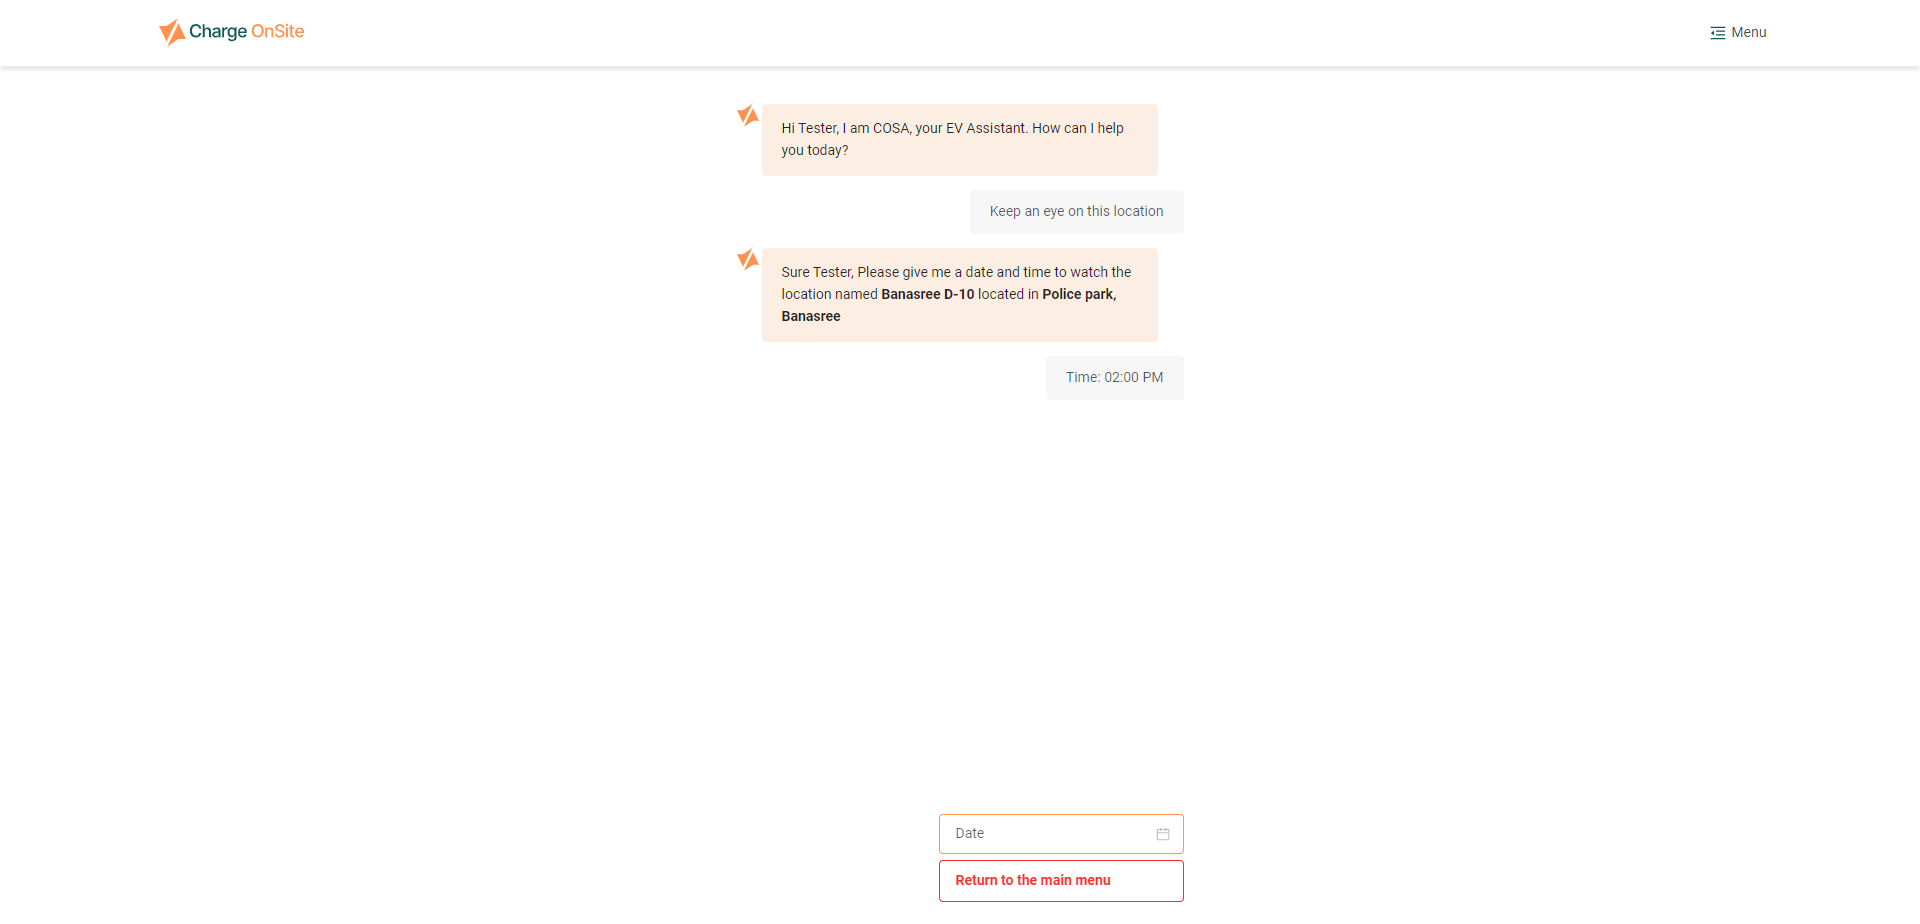 Charge OnSite
Menu
Hi Tester, I am COSA, your EV Assistant. How can I help
you today?
Keep an eye on this location
Sure Tester, Please give me a date and time to watch the
location named Banasree D-10 located in Police park,
Banasree
Time: 02:00 PM
Date
Return to the main menu